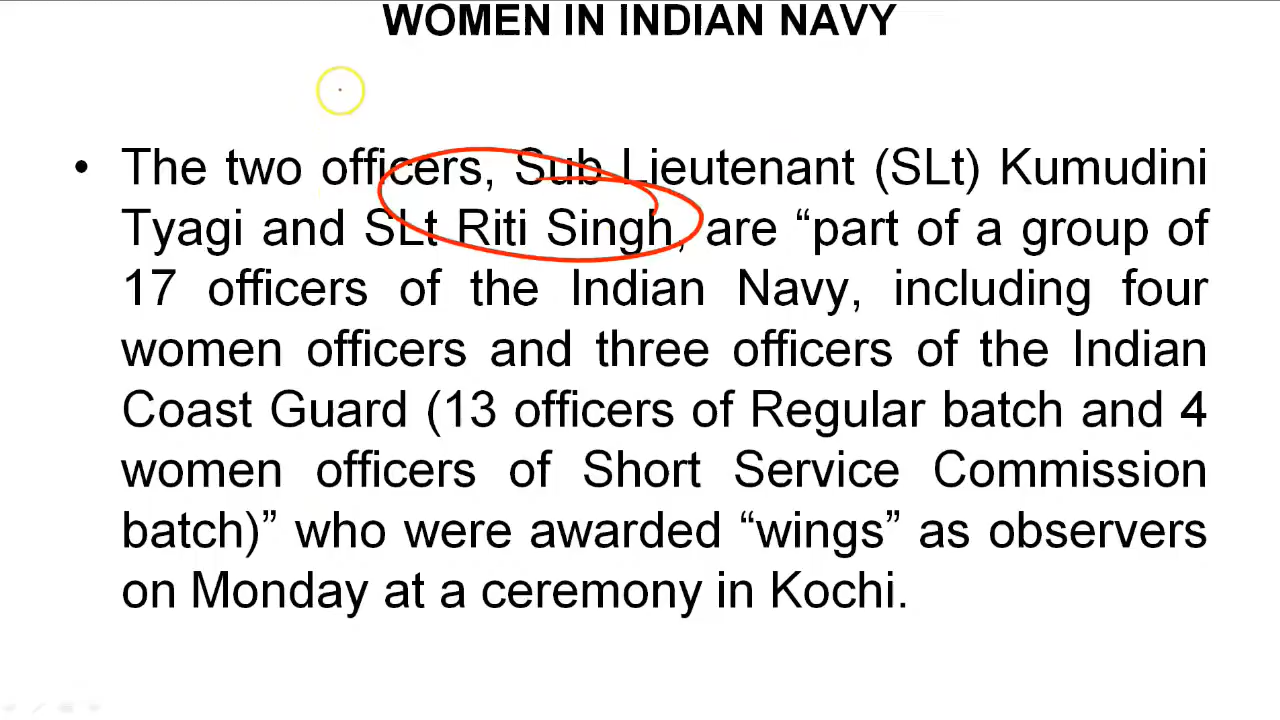 WOMEN IN INDIAN NAVY
• The two officers, Sub Lieutenant (SLt) Kumudini
Tyagi and SLt Riti Singh, are “part of a group of
17 officers of the Indian Navy, including four
women officers and three officers of the Indian
Coast Guard (13 officers of Regular batch and 4
women officers of Short Service Commission
batch)” who were awarded “wings” as observers
on Monday at a ceremony in Kochi.